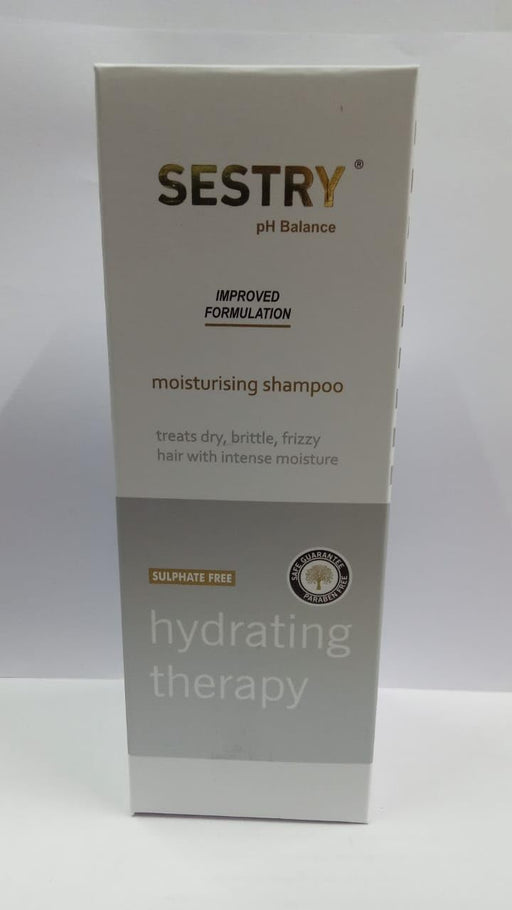 SESTRY ®
pH Balance
IMPROVED
FORMULATION
moisturising shampoo
treats dry, brittle, frizzy
hair with intense moisture
SULPHATE FREE
SAFE GUARANTEE
PARABEN FREE
hydrating
therapy